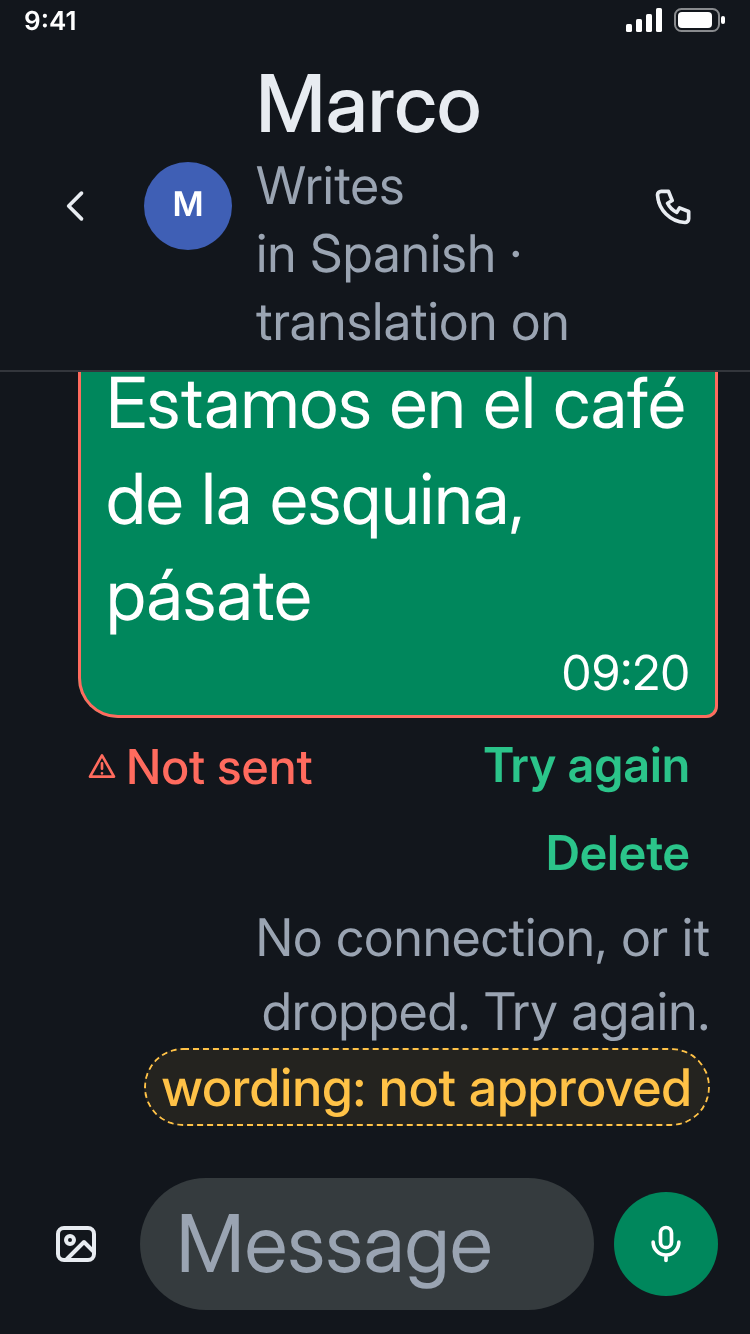 9:41
Marco
M
Writes
in Spanish ·
translation on
Estamos en el café
de la esquina,
pásate
09:20
Not sent
Try again
Delete
No connection, or it
dropped. Try again.
wording: not approved
Message